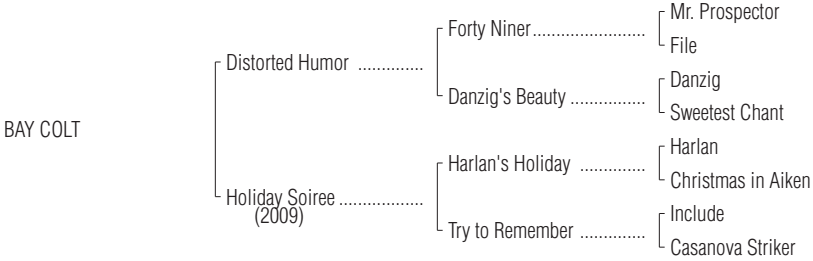 Mr. Prospector
Forty Niner........................
File
Distorted Humor ..............
Danzig
Danzig's Beauty ................
Sweetest Chant
BAY COLT
Harlan
Harlan's Holiday ..............
Christmas in Aiken
Holiday Soiree ..................
(2009)
Include
Try to Remember ..............
Casanova Striker